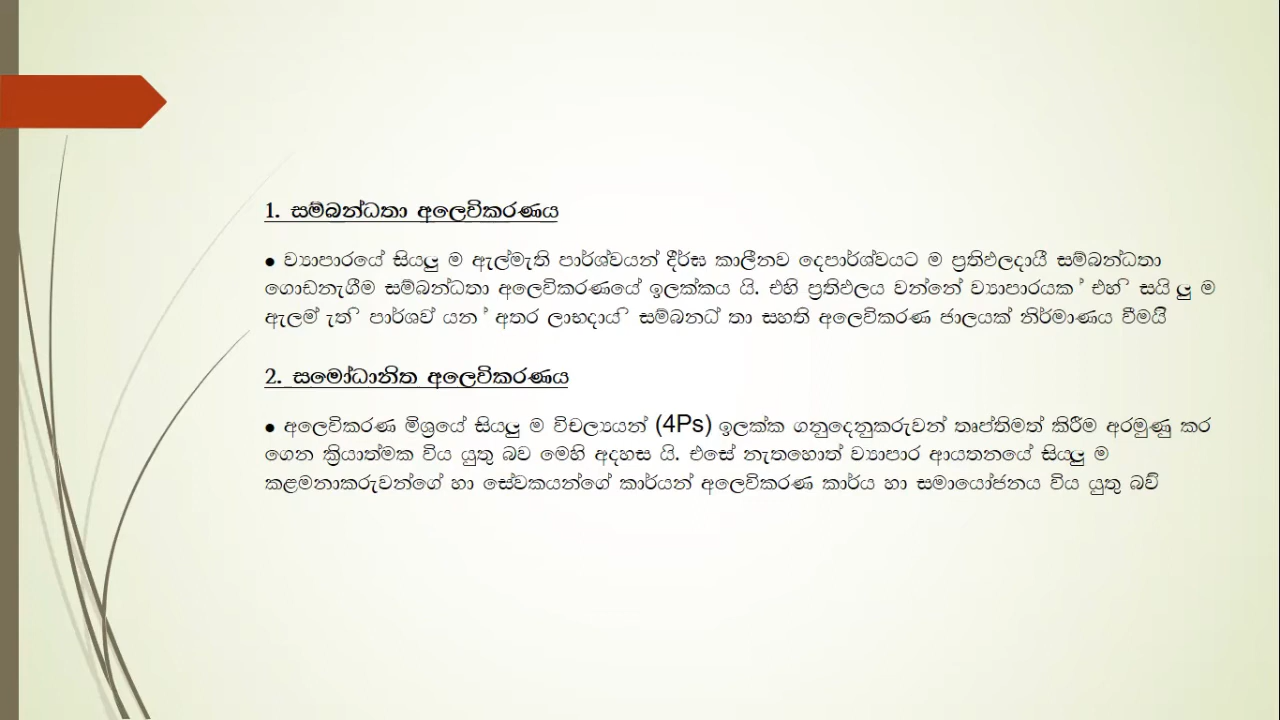 1. සම්බන්ධතා අලෙවිකරණය
● ව්‍යාපාරයේ සියලු ම ඇල්මැති පාර්ශ්වයන් දීර්ඝ කාලීනව දෙපාර්ශ්වයට ම ප්‍රතිඵලදායී සම්බන්ධතා
ගොඩනැගීම සම්බන්ධතා අලෙවිකරණයේ ඉලක්කය යි. එහි ප්‍රතිඵලය වන්නේ ව්‍යාපාරයක ් එහ ි සයි ලු ම
ඇලම් ැත ි පාර්ශව් යන ් අතර ලාභදාය ි සම්බනධ් තා සහති අලෙවිකරණ ජාලයක් නිර්මාණය වීමයි
2. සමෝධානිත අලෙවිකරණය
● අලෙවිකරණ මිශ්‍රයේ සියලු ම විචල්‍යයන් (4Ps) ඉලක්ක ගනුදෙනුකරුවන් තෘප්තිමත් කිරීම අරමුණු කර
ගෙන ක්‍රියාත්මක විය යුතු බව මෙහි අදහස යි. එසේ නැතහොත් ව්‍යාපාර ආයතනයේ සියලු ම
කළමනාකරුවන්ගේ හා සේවකයන්ගේ කාර්යන් අලෙවිකරණ කාර්ය හා සමායෝජනය විය යුතු බවි